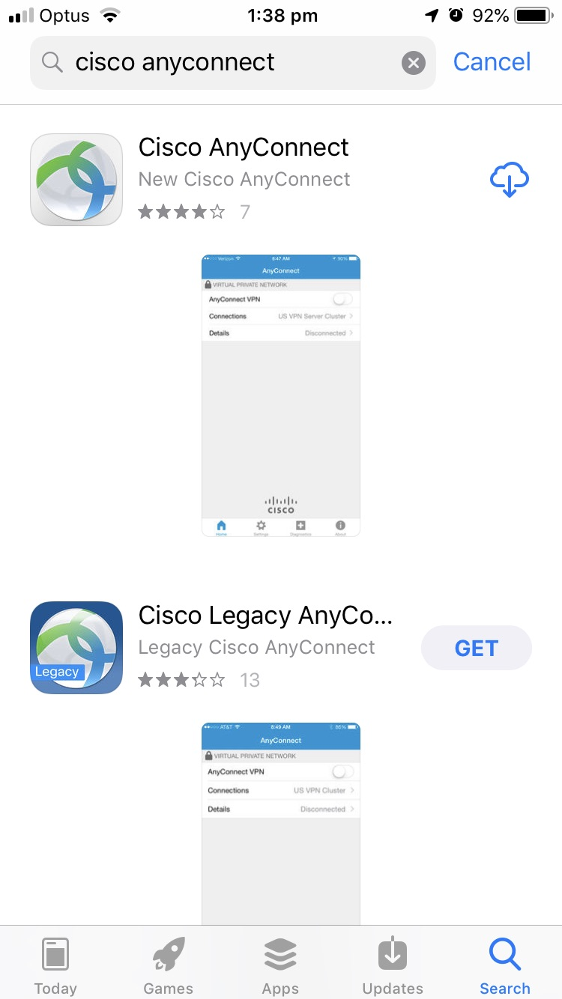 Optus 1:38 pm 92%
cisco anyconnect Cancel
Cisco AnyConnect
New Cisco AnyConnect
7
Verizon 8:47 AM 90%
AnyConnect
VIRTUAL PRIVATE NETWORK
AnyConnect VPN
Connections US VPN Server Cluster
Details Disconnected
CISCO
Home Settings Diagnostics About
Cisco Legacy AnyCo...
Legacy Cisco AnyConnect
GET
Legacy
13
AT&T 8:49 AM 86%
AnyConnect
VIRTUAL PRIVATE NETWORK
AnyConnect VPN
Connections US VPN Cluster
Details Disconnected
Today Games Apps Updates Search